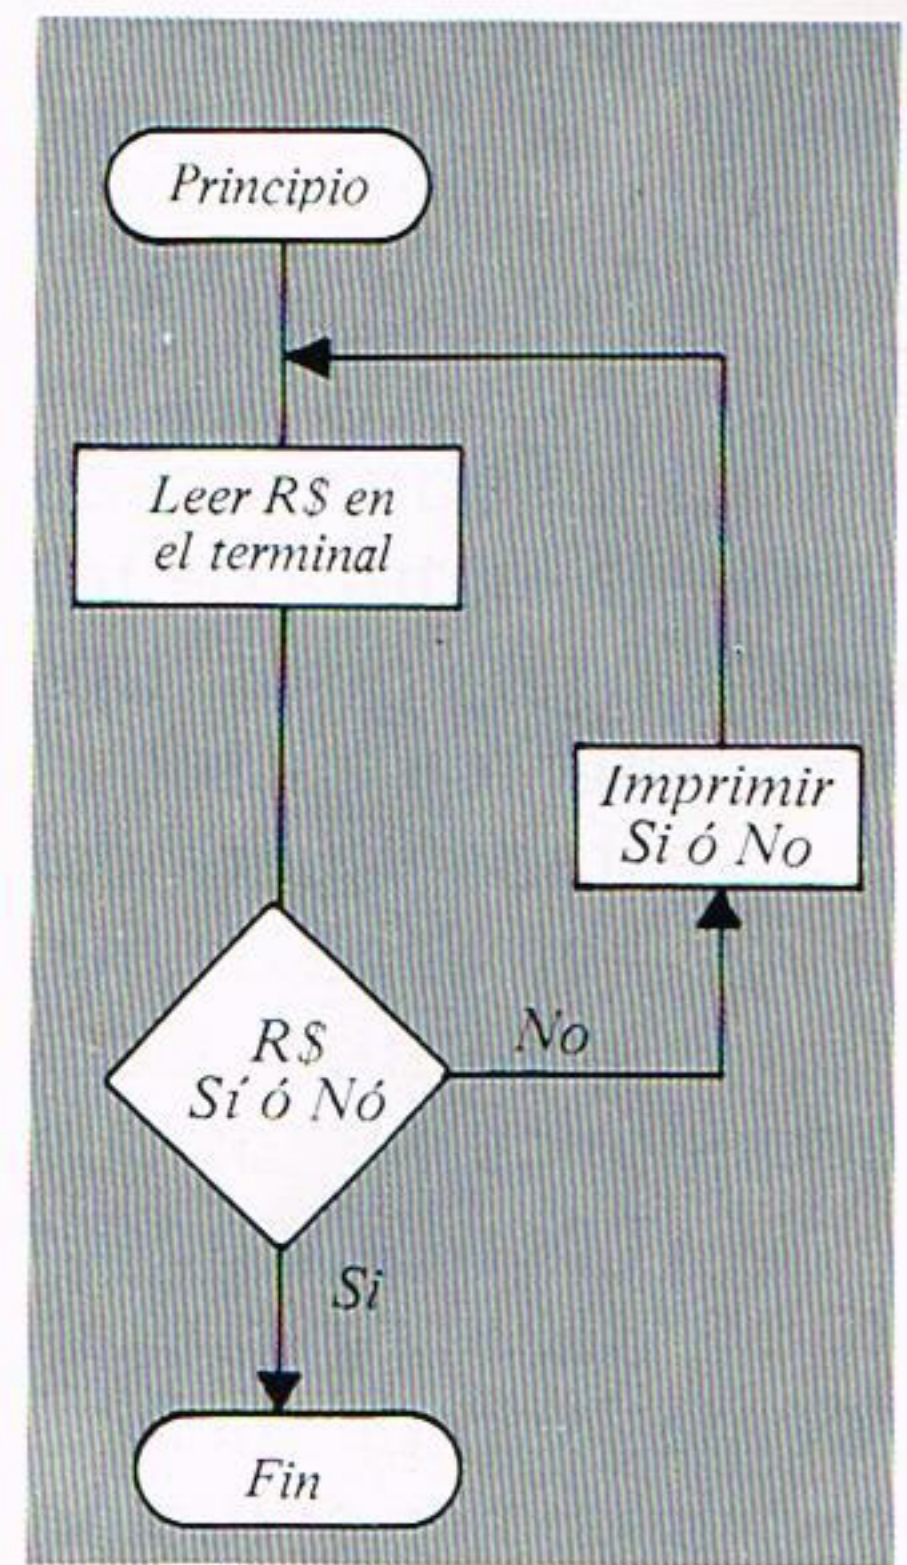 Principio
Leer R$ en
el terminal
Imprimir
Si ó No
R$
Sí ó Nó
No
Si
Fin